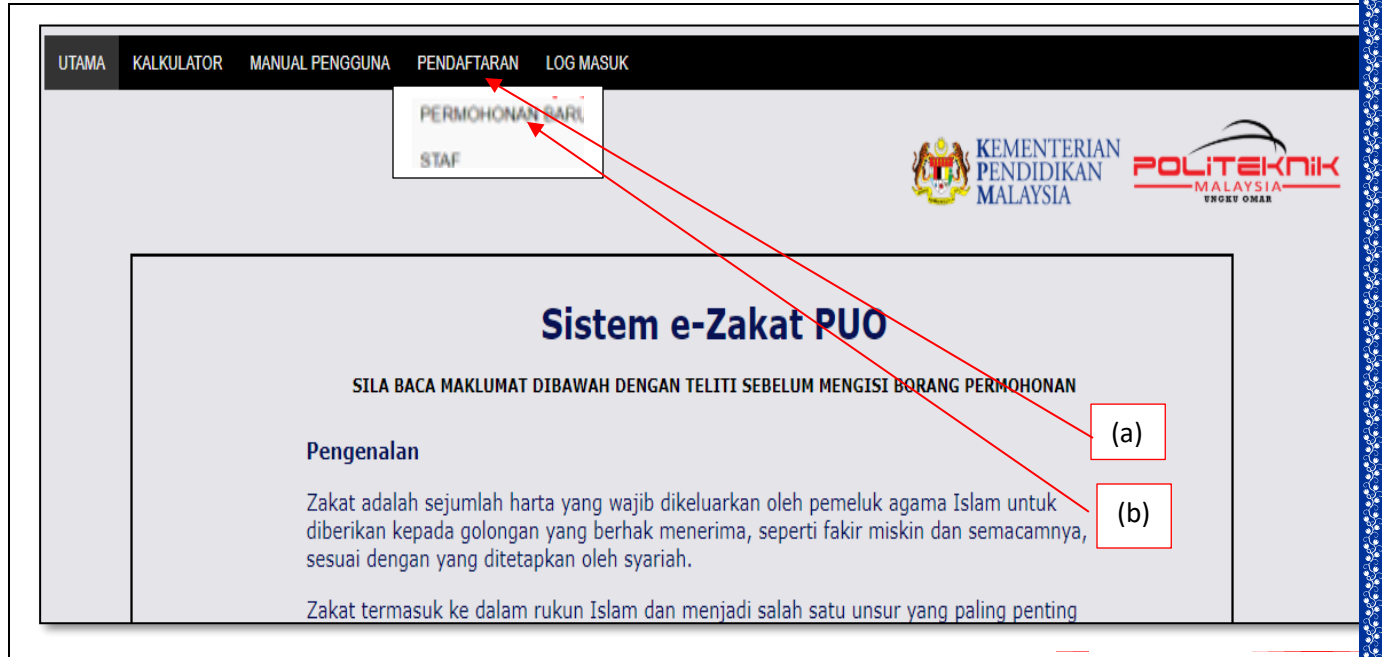 UTAMA KALKULATOR MANUAL PENGGUNA PENDAFTARAN LOG MASUK
PERMOHONAN BARU
STAF
KEMENTERIAN
PENDIDIKAN
MALAYSIA
POLITEKNIK
MALAYSIA
UNGKU OMAR
Sistem e-Zakat PUO
SILA BACA MAKLUMAT DIBAWAH DENGAN TELITI SEBELUM MENGISI BORANG PERMOHONAN
(a)
Pengenalan
Zakat adalah sejumlah harta yang wajib dikeluarkan oleh pemeluk agama Islam untuk
(b)
diberikan kepada golongan yang berhak menerima, seperti fakir miskin dan semacamnya,
sesuai dengan yang ditetapkan oleh syariah.
Zakat termasuk ke dalam rukun Islam dan menjadi salah satu unsur yang paling penting